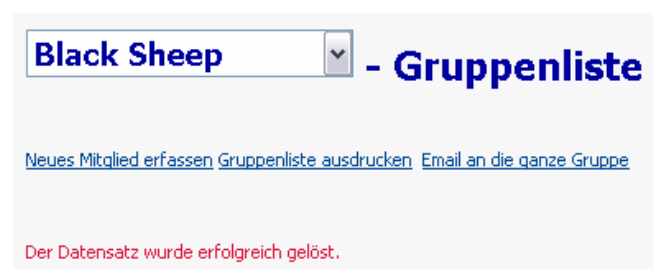 Black Sheep - Gruppenliste
Neues Mitglied erfassen Gruppenliste ausdrucken Email an die ganze Gruppe
Der Datensatz wurde erfolgreich gelöst.